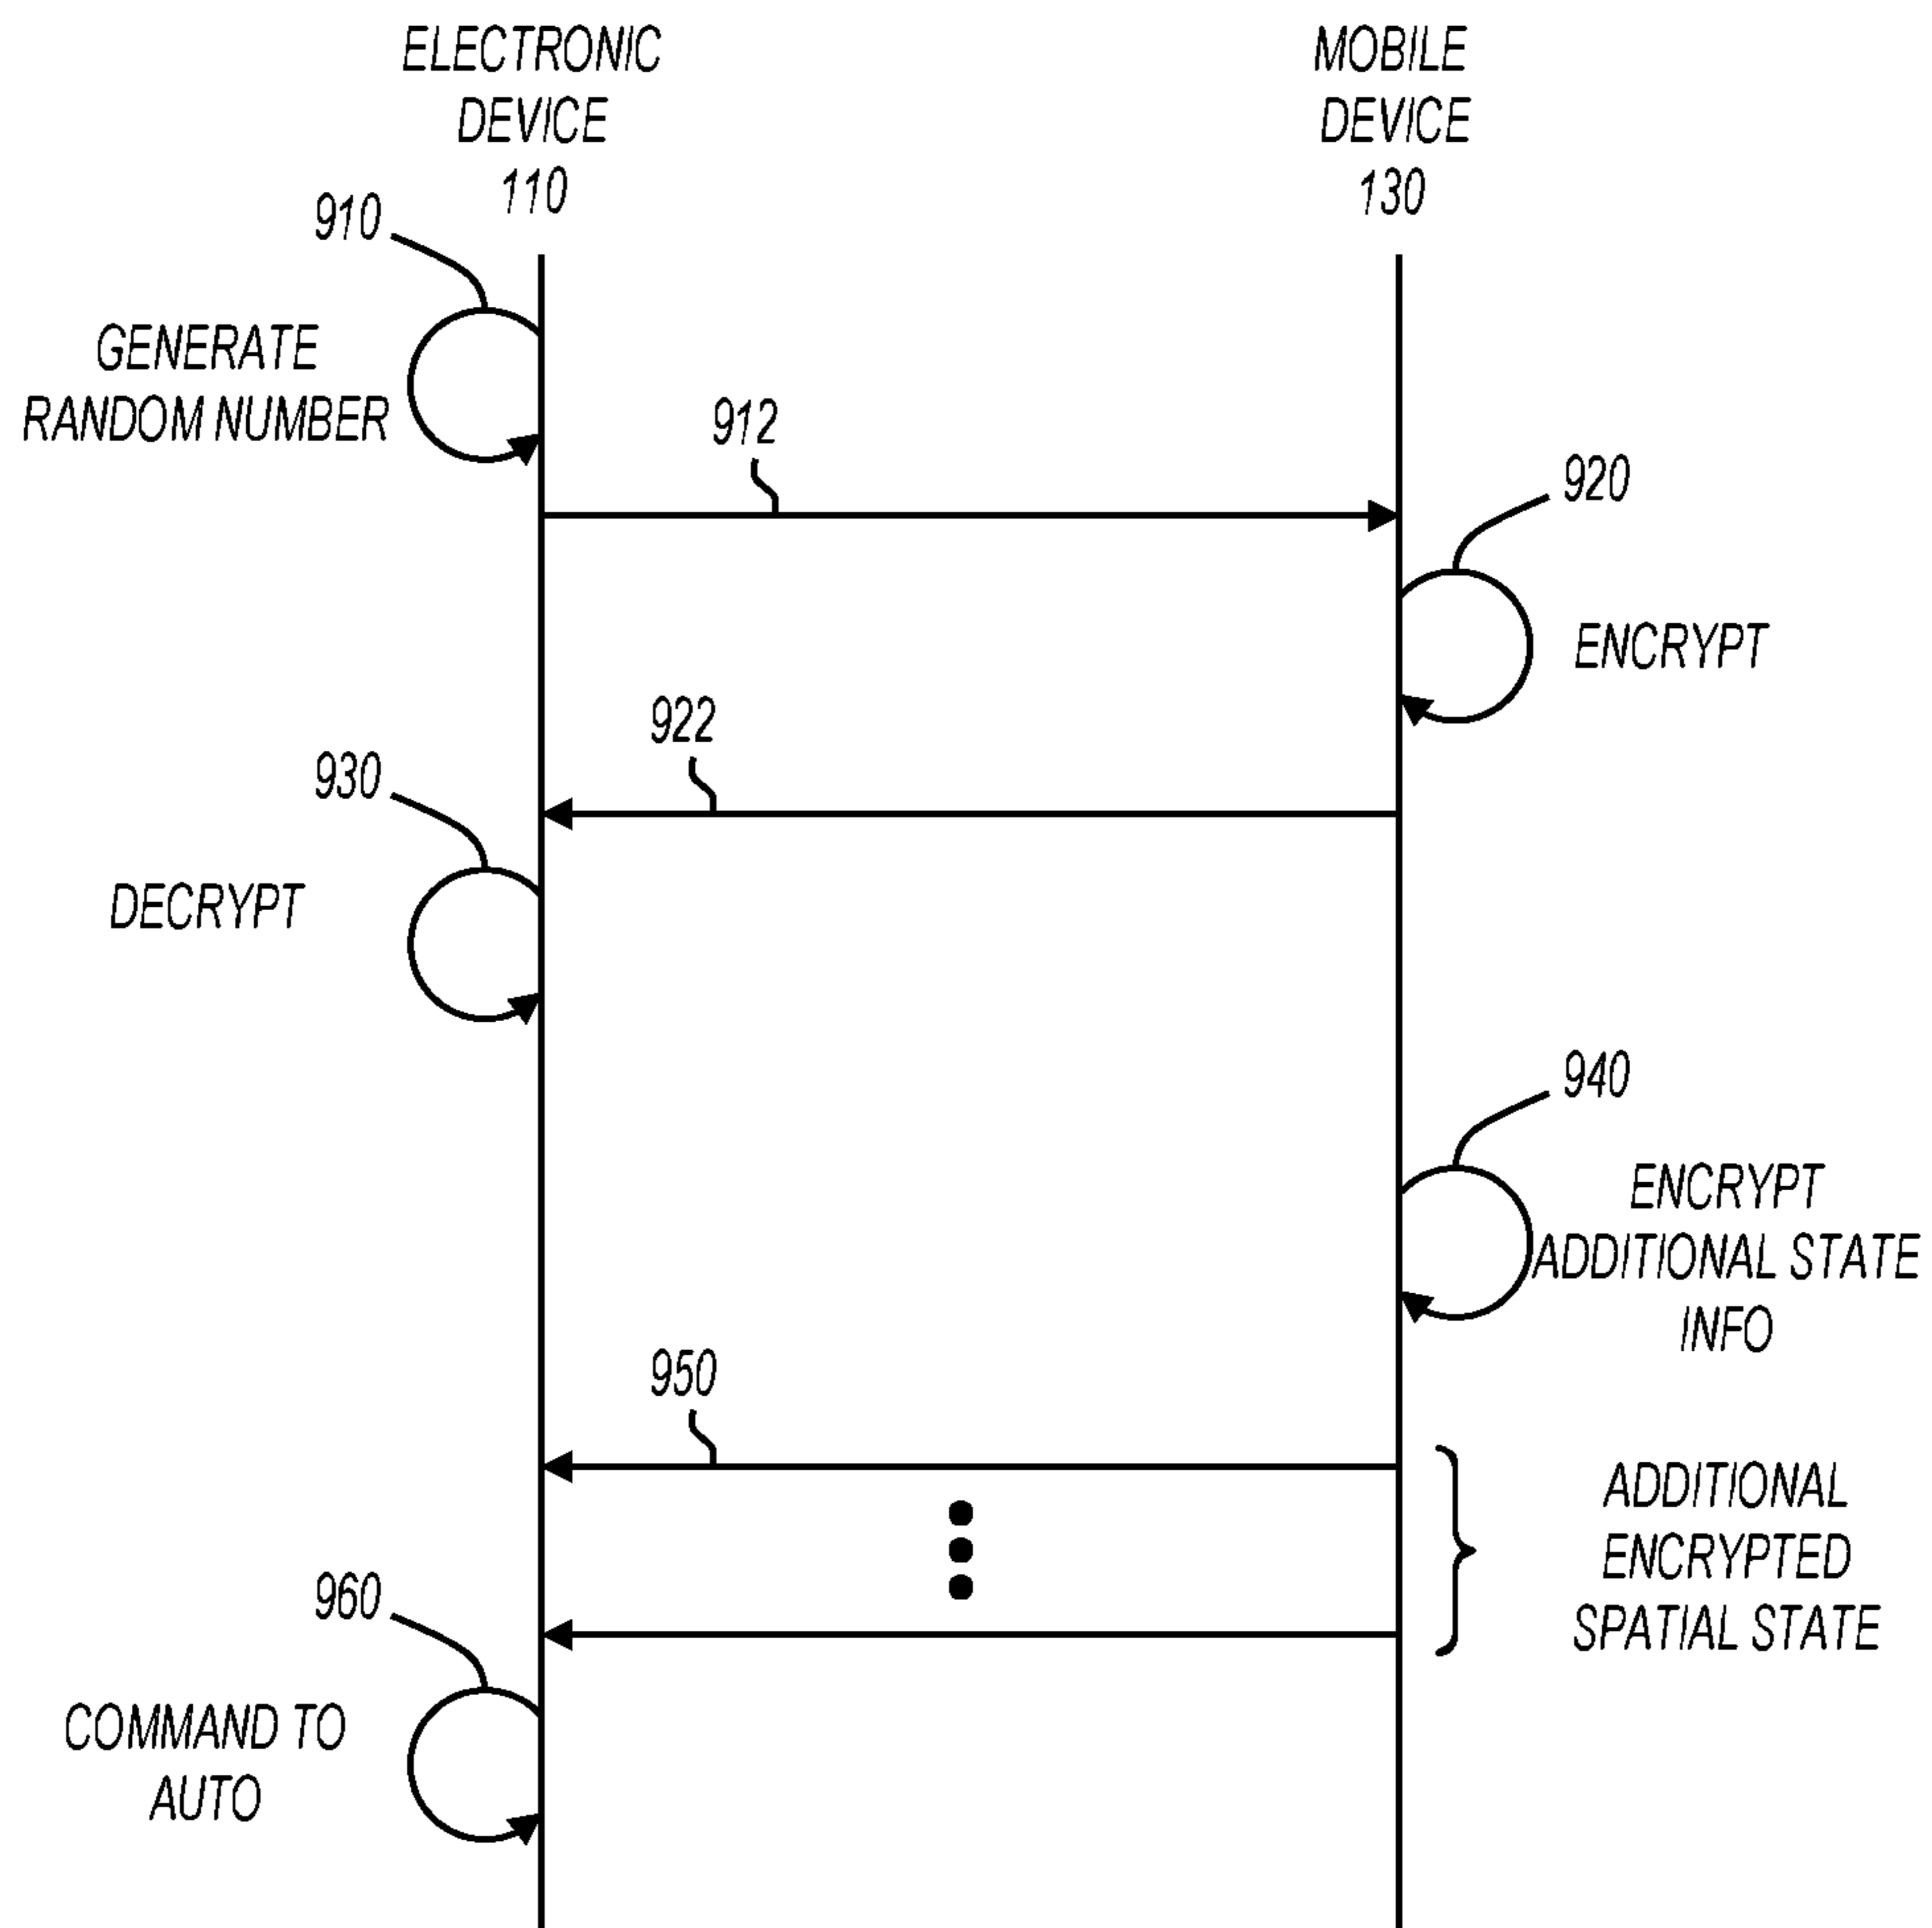 ELECTRONIC
DEVICE
110
MOBILE
DEVICE
130
910
GENERATE
RANDOM NUMBER
912
920
ENCRYPT
922
930
DECRYPT
940
ENCRYPT
ADDITIONAL STATE
INFO
950
ADDITIONAL
ENCRYPTED
SPATIAL STATE
960
COMMAND TO
AUTO